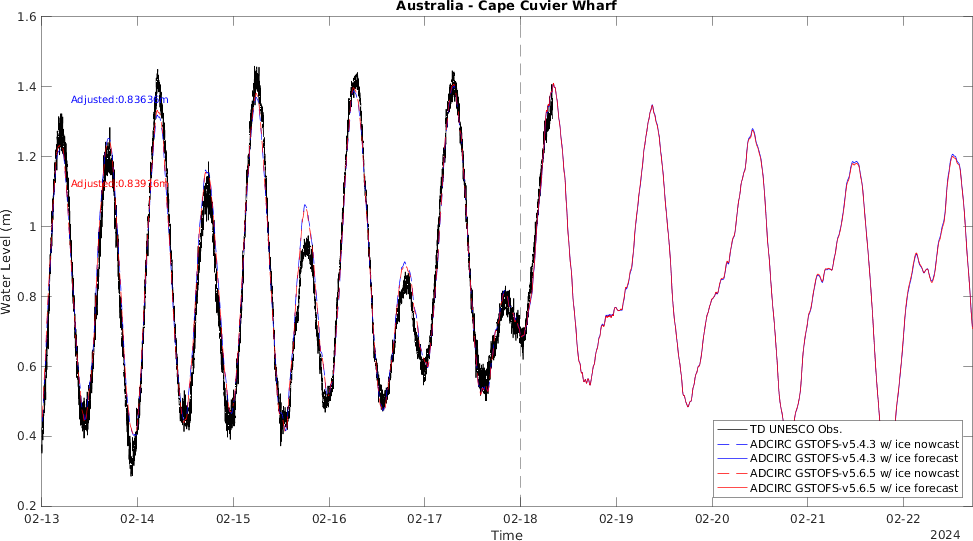 Australia - Cape Cuvier Wharf
1.6
1.4
1.2
1
0.8
0.6
0.4
0.2
Water Level (m)
Adjusted:0.83636m
Adjusted:0.83916m
TD UNESCO Obs.
ADCIRC GSTOFS-v5.4.3 w/ ice nowcast
ADCIRC GSTOFS-v5.4.3 w/ ice forecast
ADCIRC GSTOFS-v5.6.5 w/ ice nowcast
ADCIRC GSTOFS-v5.6.5 w/ ice forecast
02-13 02-14 02-15 02-16 02-17 02-18 02-19 02-20 02-21 02-22
Time
2024